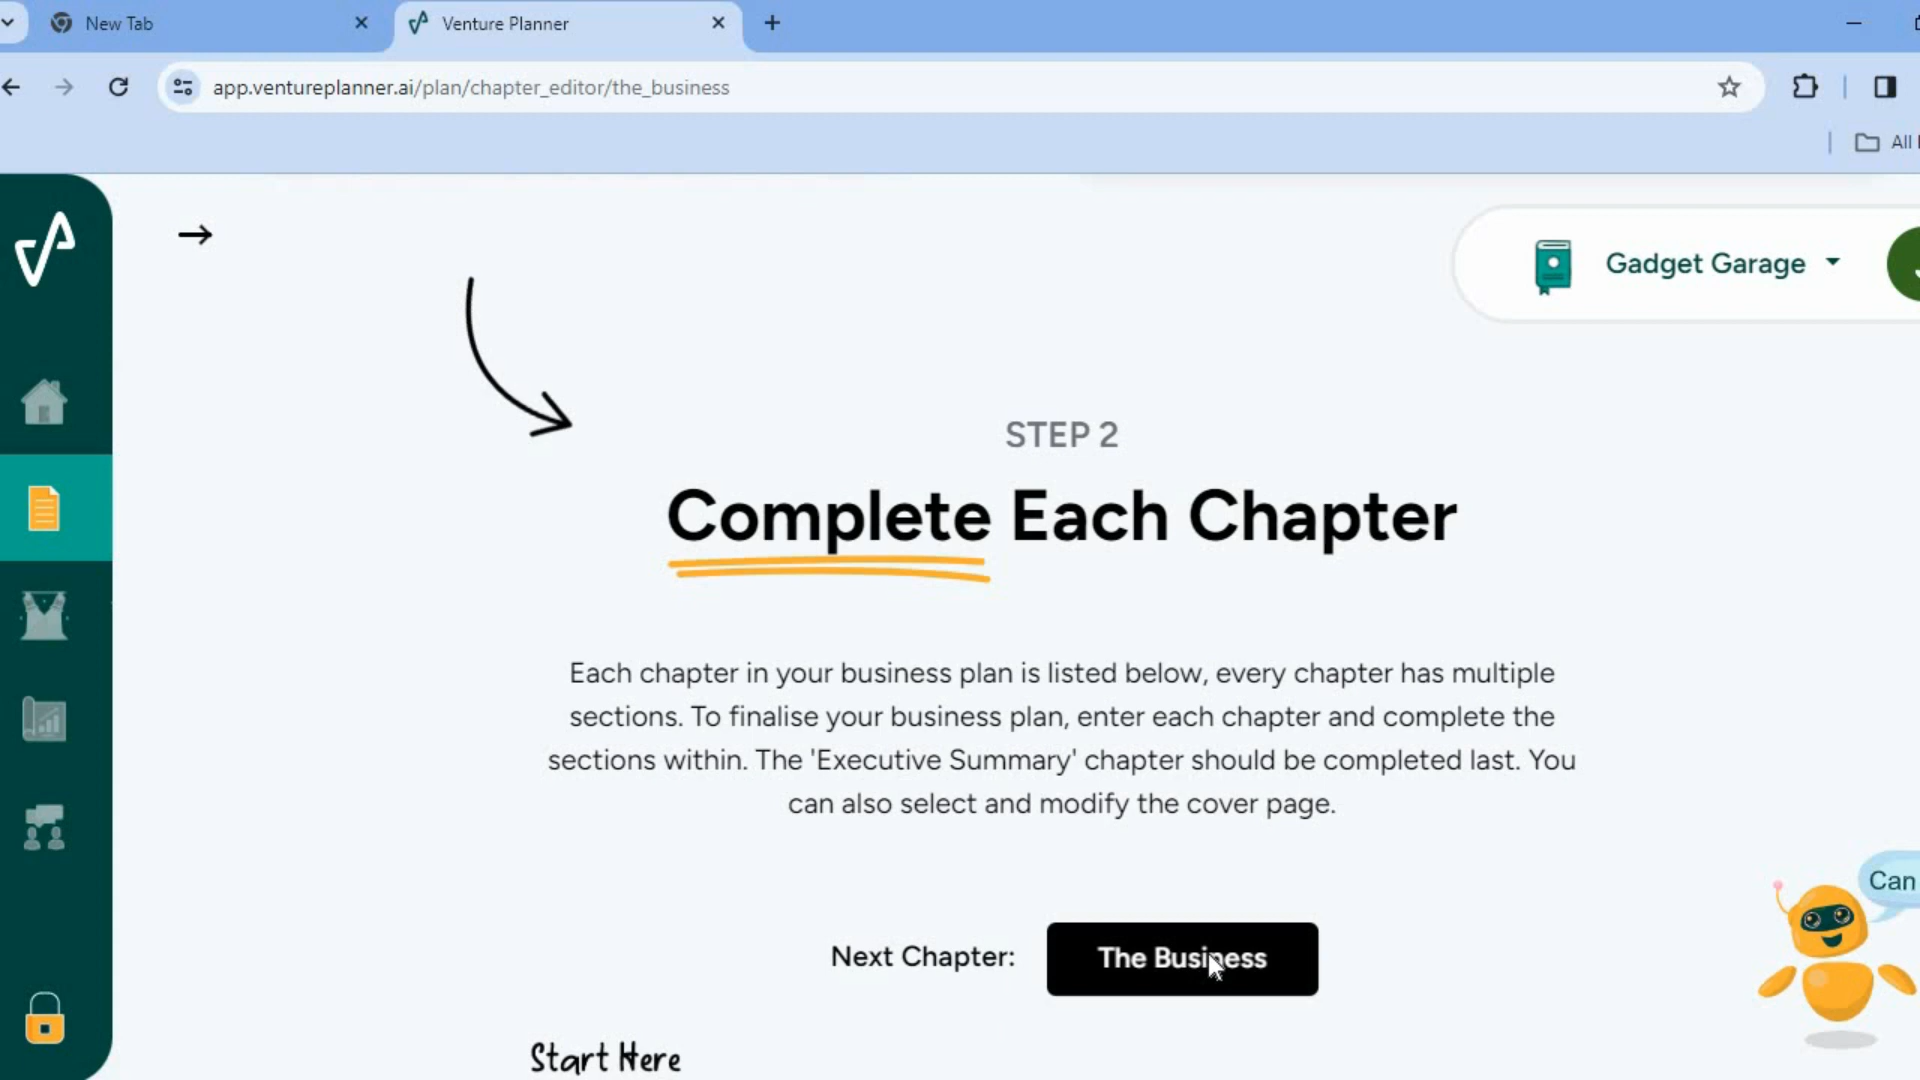 New Tab
Venture Planner
app.ventureplanner.ai/plan/chapter_editor/the_business
All
Gadget Garage
STEP 2
Complete Each Chapter
Each chapter in your business plan is listed below, every chapter has multiple
sections. To finalise your business plan, enter each chapter and complete the
sections within. The 'Executive Summary' chapter should be completed last. You
can also select and modify the cover page.
Can
Next Chapter:
The Business
Start Here